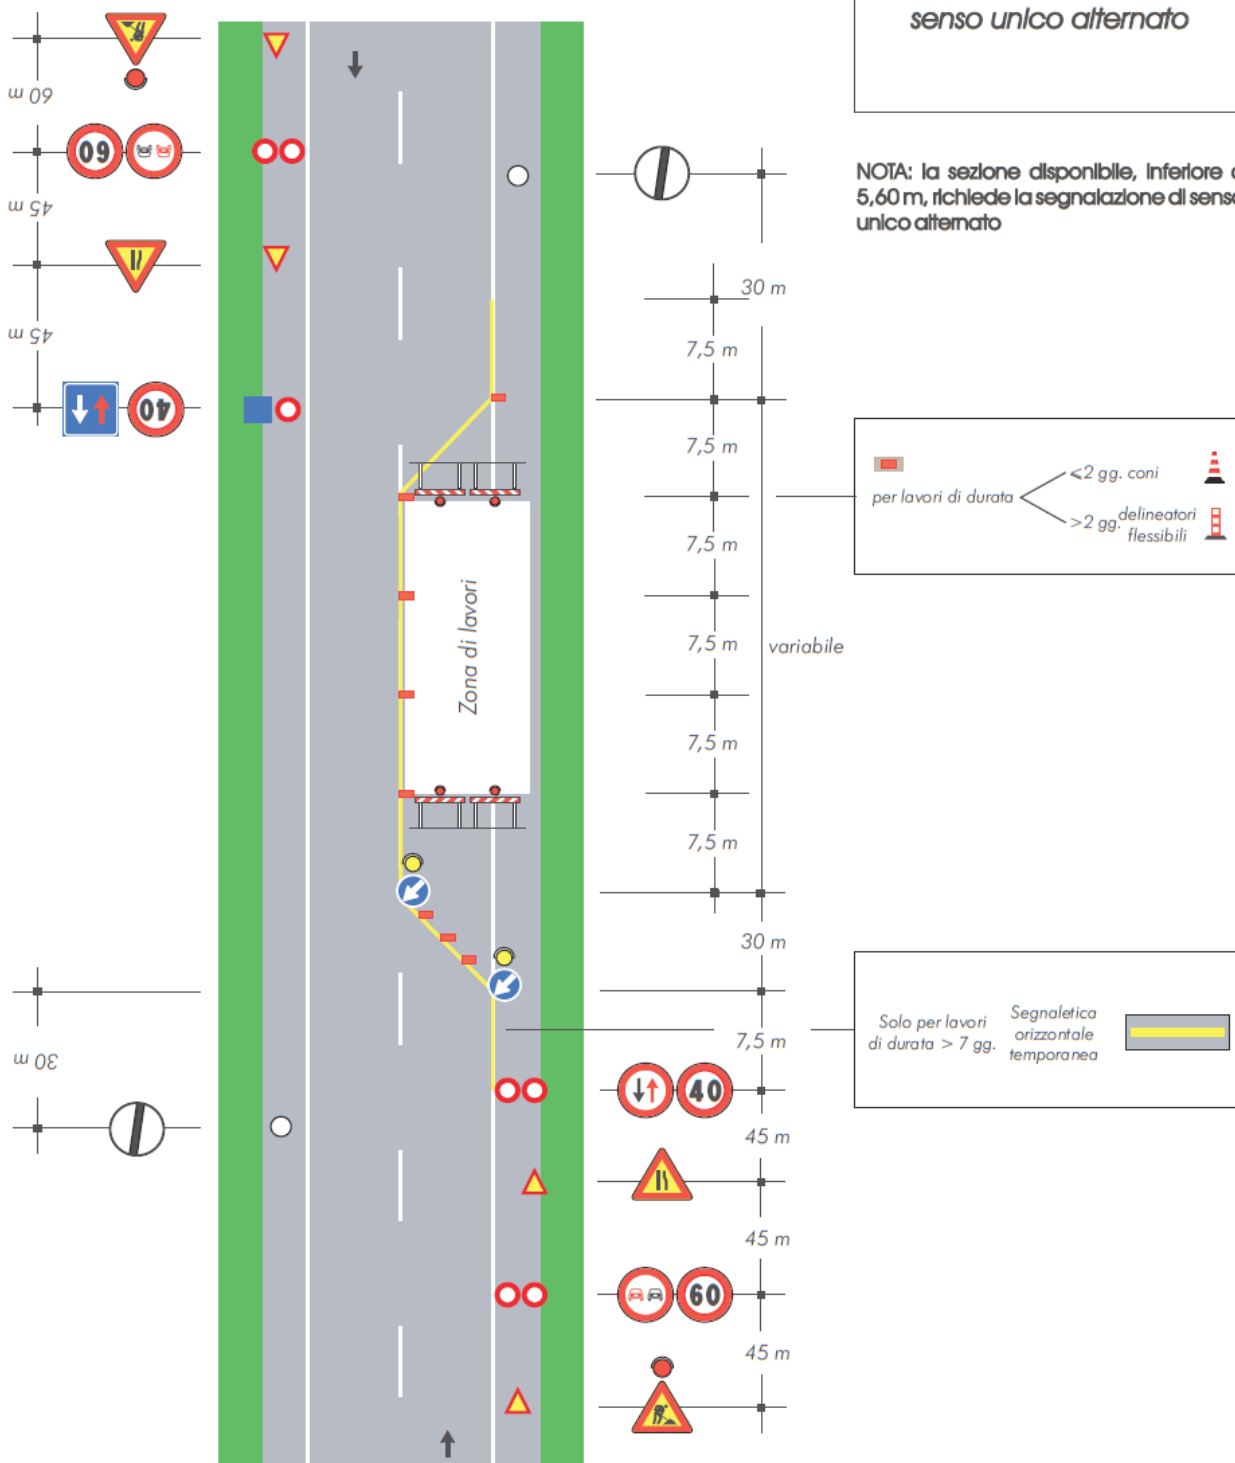 senso unico alternato
60 m
60
NOTA: la sezione disponibile, inferiore a
5,60 m, richiede la segnalazione di senso
unico alternato
45 m
30 m
45 m
7,5 m
40
7,5 m
<2 gg. coni
per lavori di durata
>2 gg. delineatori
flessibili
7,5 m
Zona di lavori
7,5 m
variabile
7,5 m
7,5 m
30 m
Solo per lavori
di durata > 7 gg.
Segnaletica
orizzontale
temporanea
7,5 m
30 m
40
45 m
45 m
60
45 m